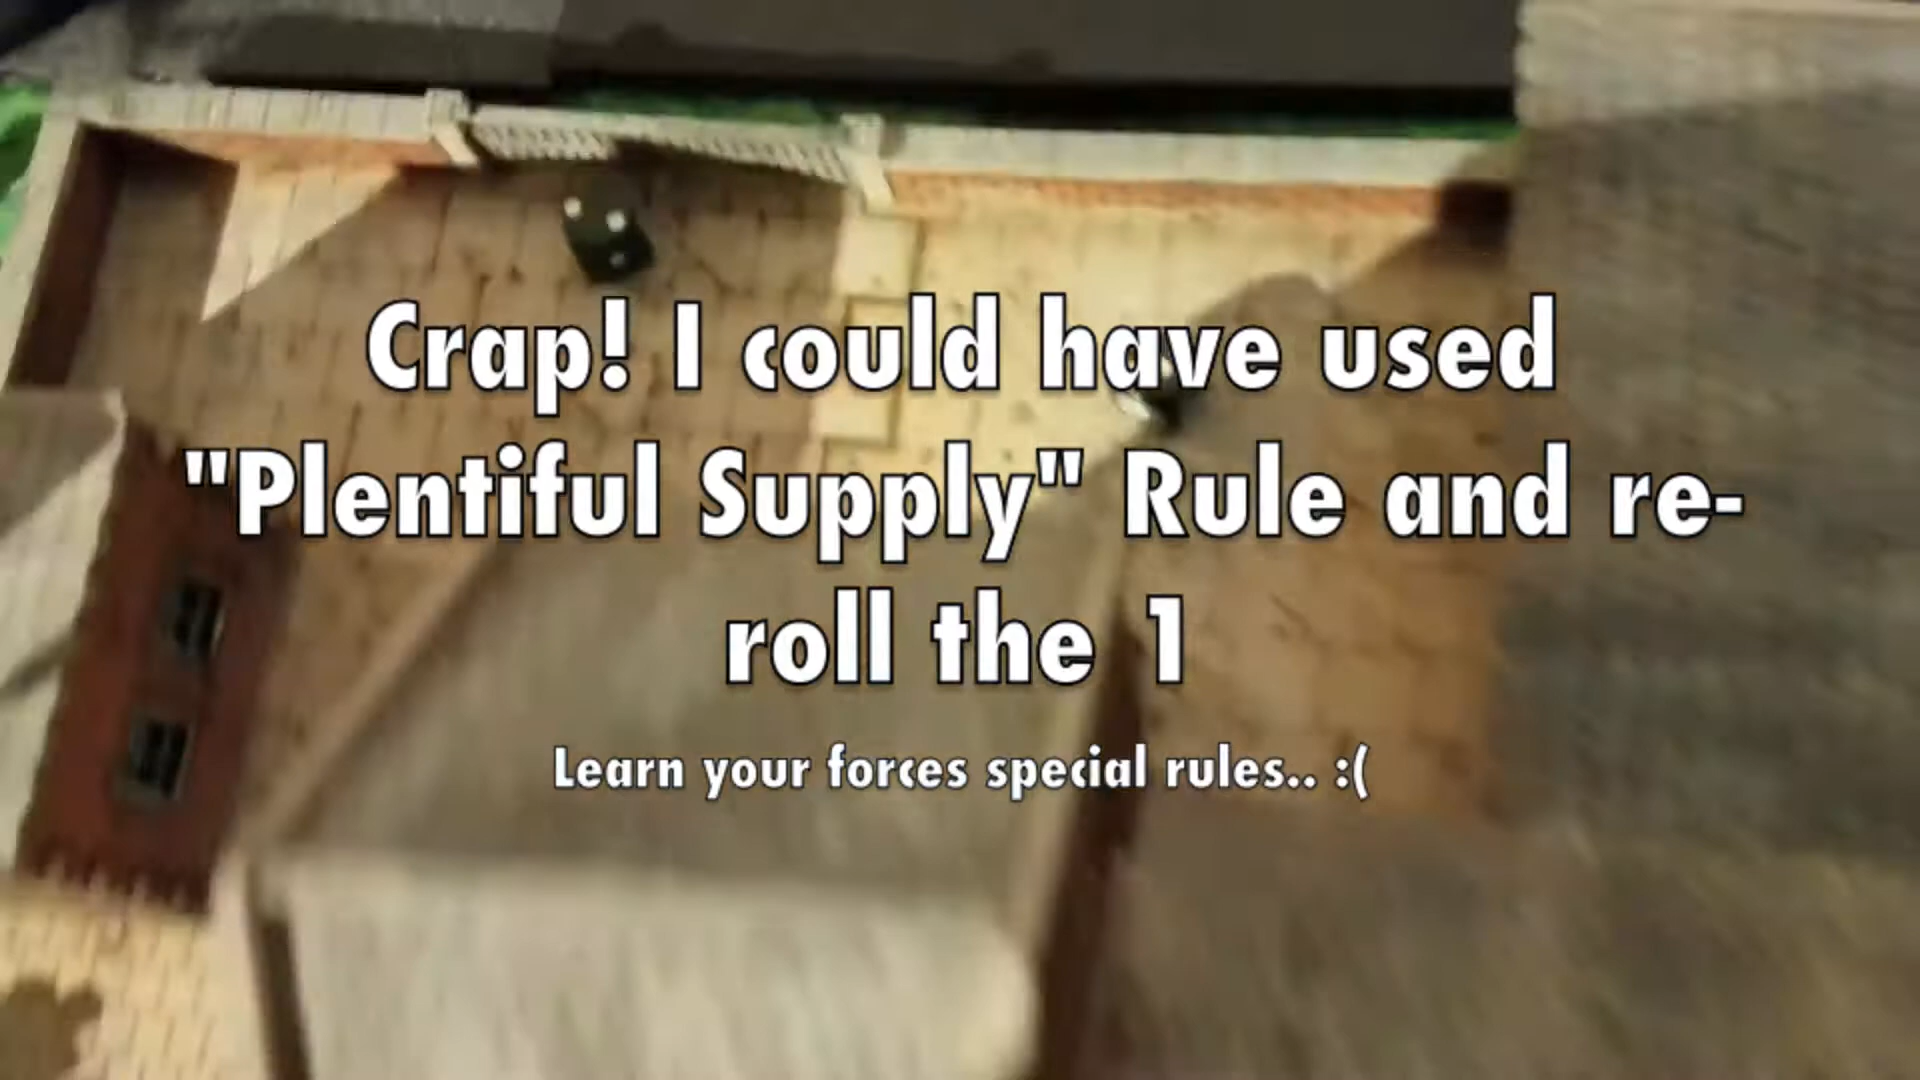 Crap! I could have used
"Plentiful Supply" Rule and re-
roll the 1
Learn your forces special rules.. :(